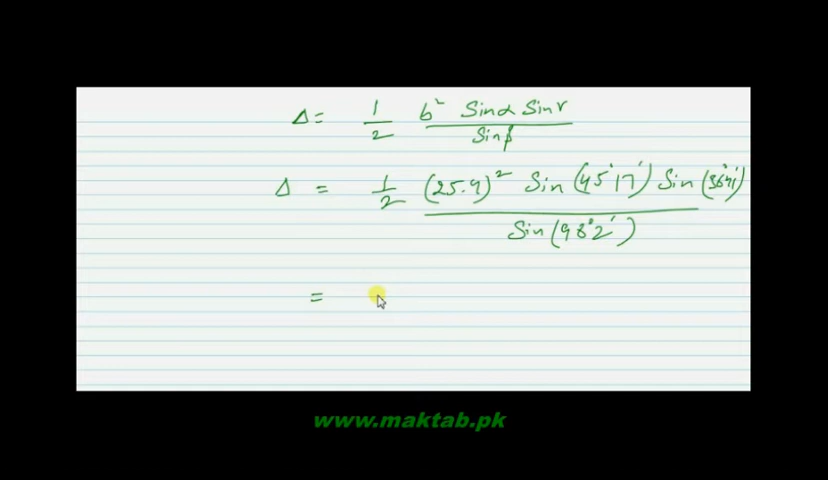 Δ = 1/2 b² Sinα Sinγ / Sinβ
Δ = 1/2 (25.4)² Sin(45°17′) Sin(36°41′) / Sin(98°2′)
=
www.maktab.pk